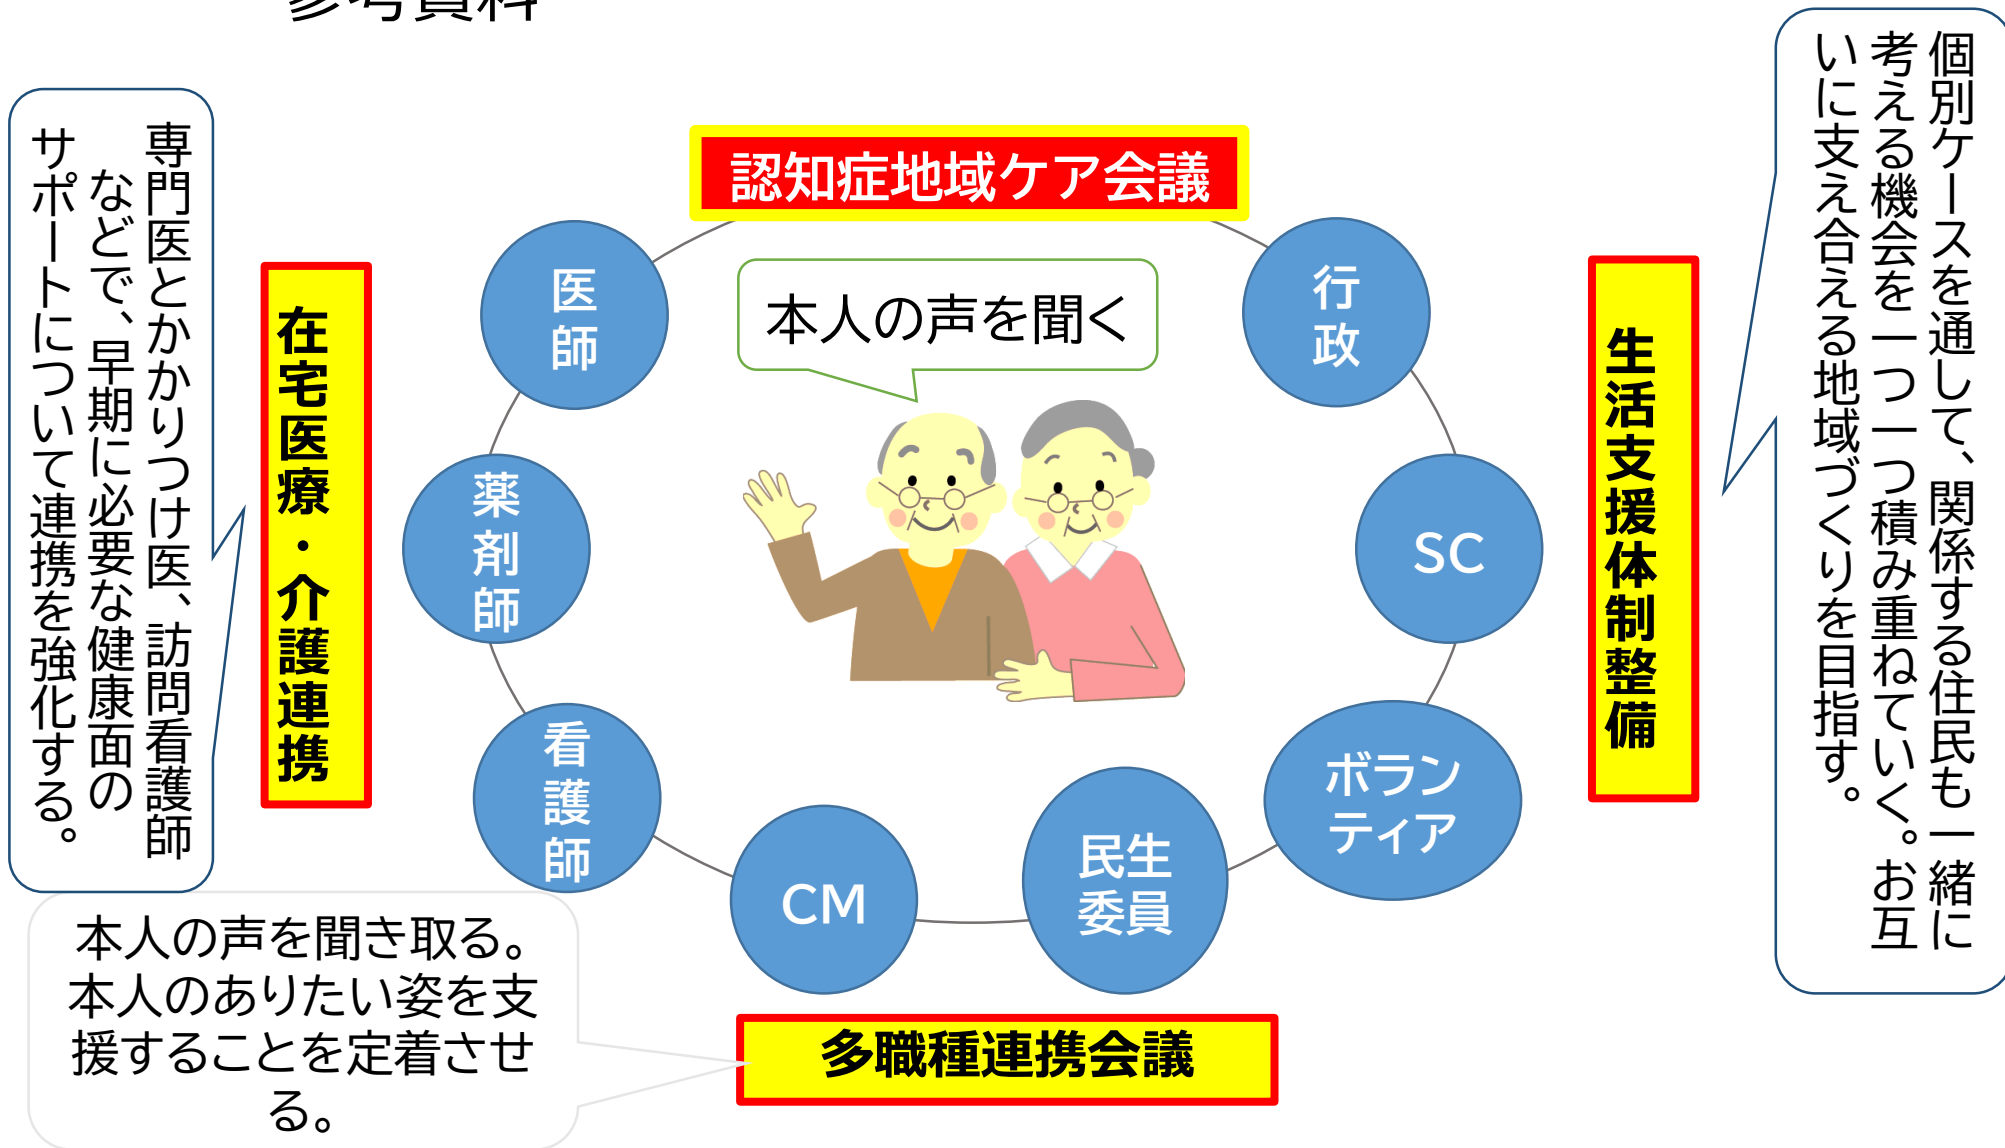 参考資料
認知症地域ケア会議
本人の声を聞く
医
師
薬
剤
師
看
護
師
CM
民生
委員
ボラン
ティア
SC
行
政
在宅医療・介護連携
専門医とかかりつけ医、訪問看護師
などで、早期に必要な健康面の
サポートについて連携を強化する。
生活支援体制整備
個別ケースを通して、関係する住民も一緒に
考える機会を一つ一つ積み重ねていく。お互
いに支え合える地域づくりを目指す。
多職種連携会議
本人の声を聞き取る。
本人のありたい姿を支
援することを定着させ
る。